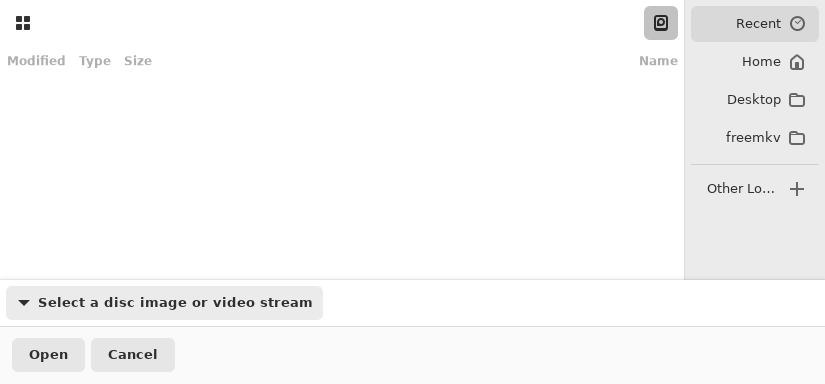 Recent
Home
Desktop
freemkv
Other Lo...
Name
Size
Type
Modified
Select a disc image or video stream
Open
Cancel